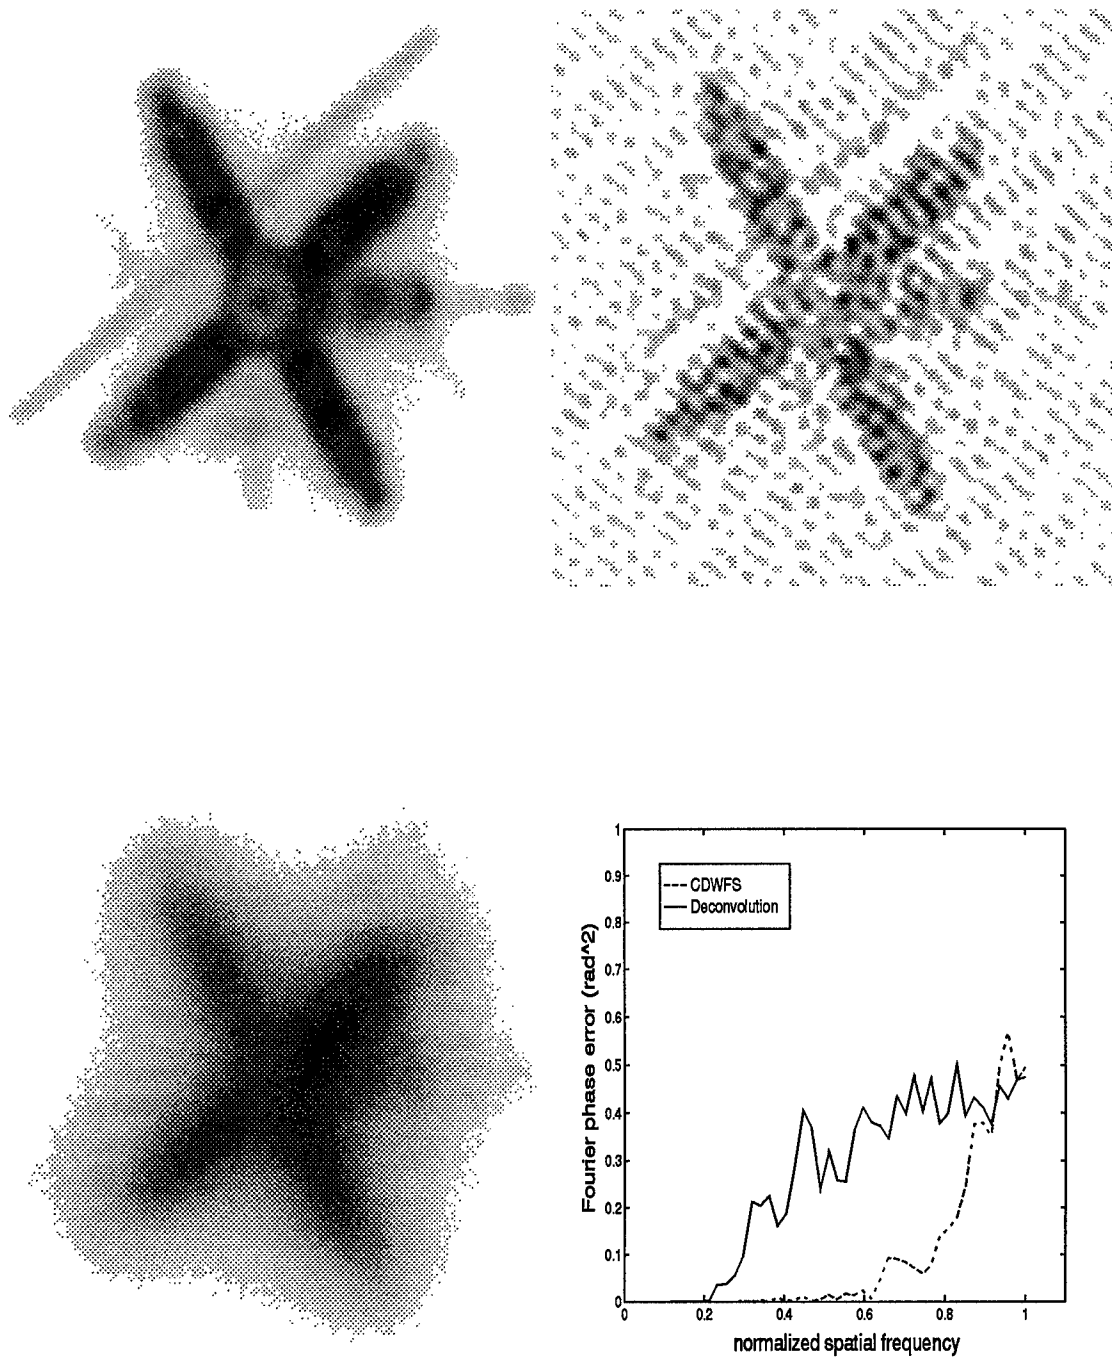 1
0.9
0.8
0.7
0.6
0.5
0.4
0.3
0.2
0.1
0
Fourier phase error (rad^2)
CDWFS
Deconvolution
0 0.2 0.4 0.6 0.8 1
normalized spatial frequency